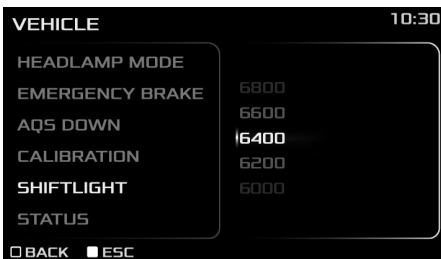 VEHICLE 10:30
HEADLAMP MODE
EMERGENCY BRAKE
AQS DOWN
CALIBRATION
SHIFTLIGHT
STATUS
6800
6600
6400
6200
6000
BACK ESC